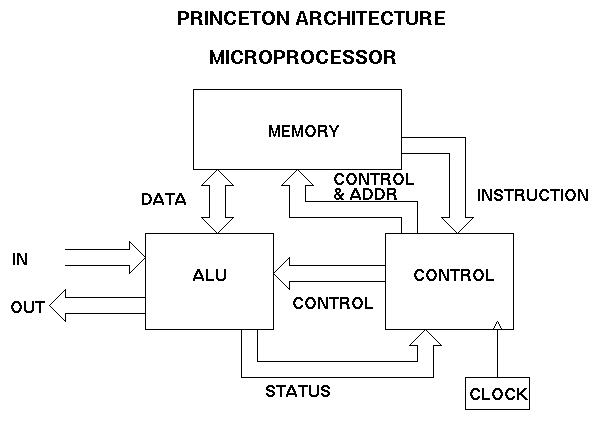 PRINCETON ARCHITECTURE
MICROPROCESSOR
MEMORY
CONTROL
& ADDR
DATA
INSTRUCTION
IN
ALU
CONTROL
OUT
CONTROL
STATUS
CLOCK